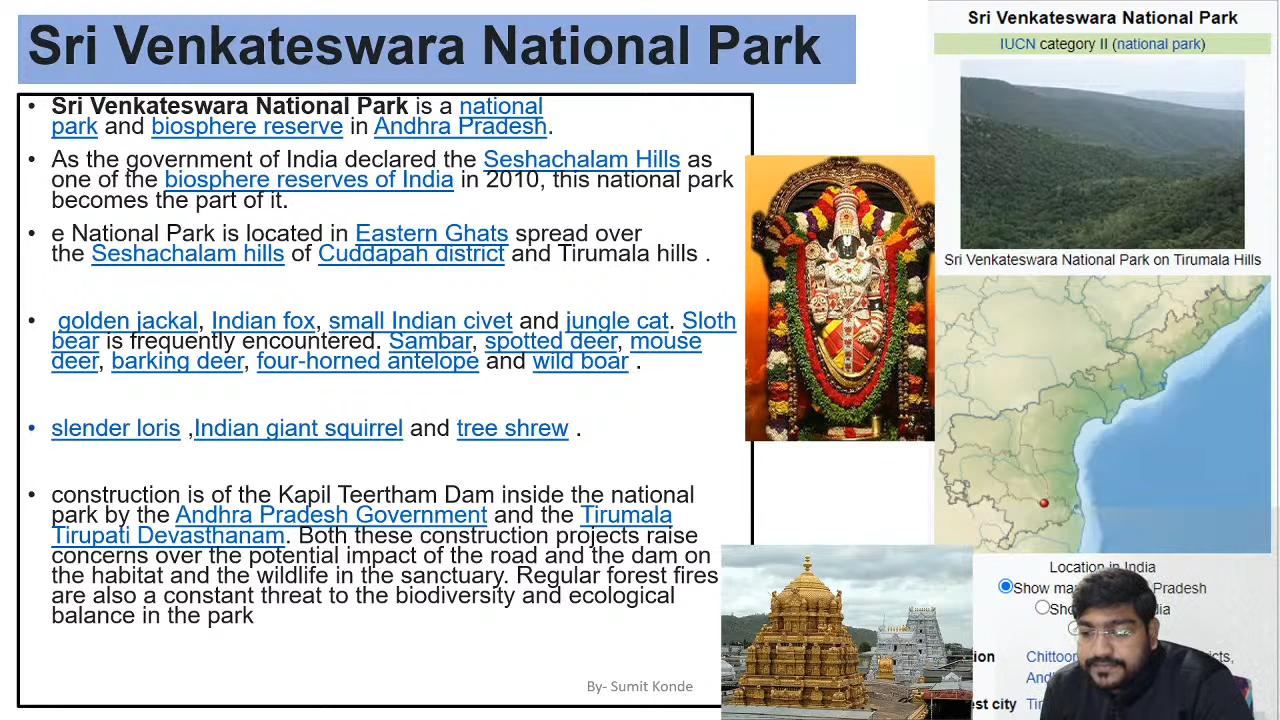 Sri Venkateswara National Park
• Sri Venkateswara National Park is a national
park and biosphere reserve in Andhra Pradesh.
• As the government of India declared the Seshachalam Hills as
one of the biosphere reserves of India in 2010, this national park
becomes the part of it.
• e National Park is located in Eastern Ghats spread over
the Seshachalam hills of Cuddapah district and Tirumala hills .
• golden jackal, Indian fox, small Indian civet and jungle cat. Sloth
bear is frequently encountered. Sambar, spotted deer, mouse
deer, barking deer, four-horned antelope and wild boar .
• slender loris ,Indian giant squirrel and tree shrew .
• construction is of the Kapil Teertham Dam inside the national
park by the Andhra Pradesh Government and the Tirumala
Tirupati Devasthanam. Both these construction projects raise
concerns over the potential impact of the road and the dam on
the habitat and the wildlife in the sanctuary. Regular forest fires
are also a constant threat to the biodiversity and ecological
balance in the park
By- Sumit Konde
Sri Venkateswara National Park
IUCN category II (national park)
Sri Venkateswara National Park on Tirumala Hills
Location in India
Show Pradesh
Chittoor